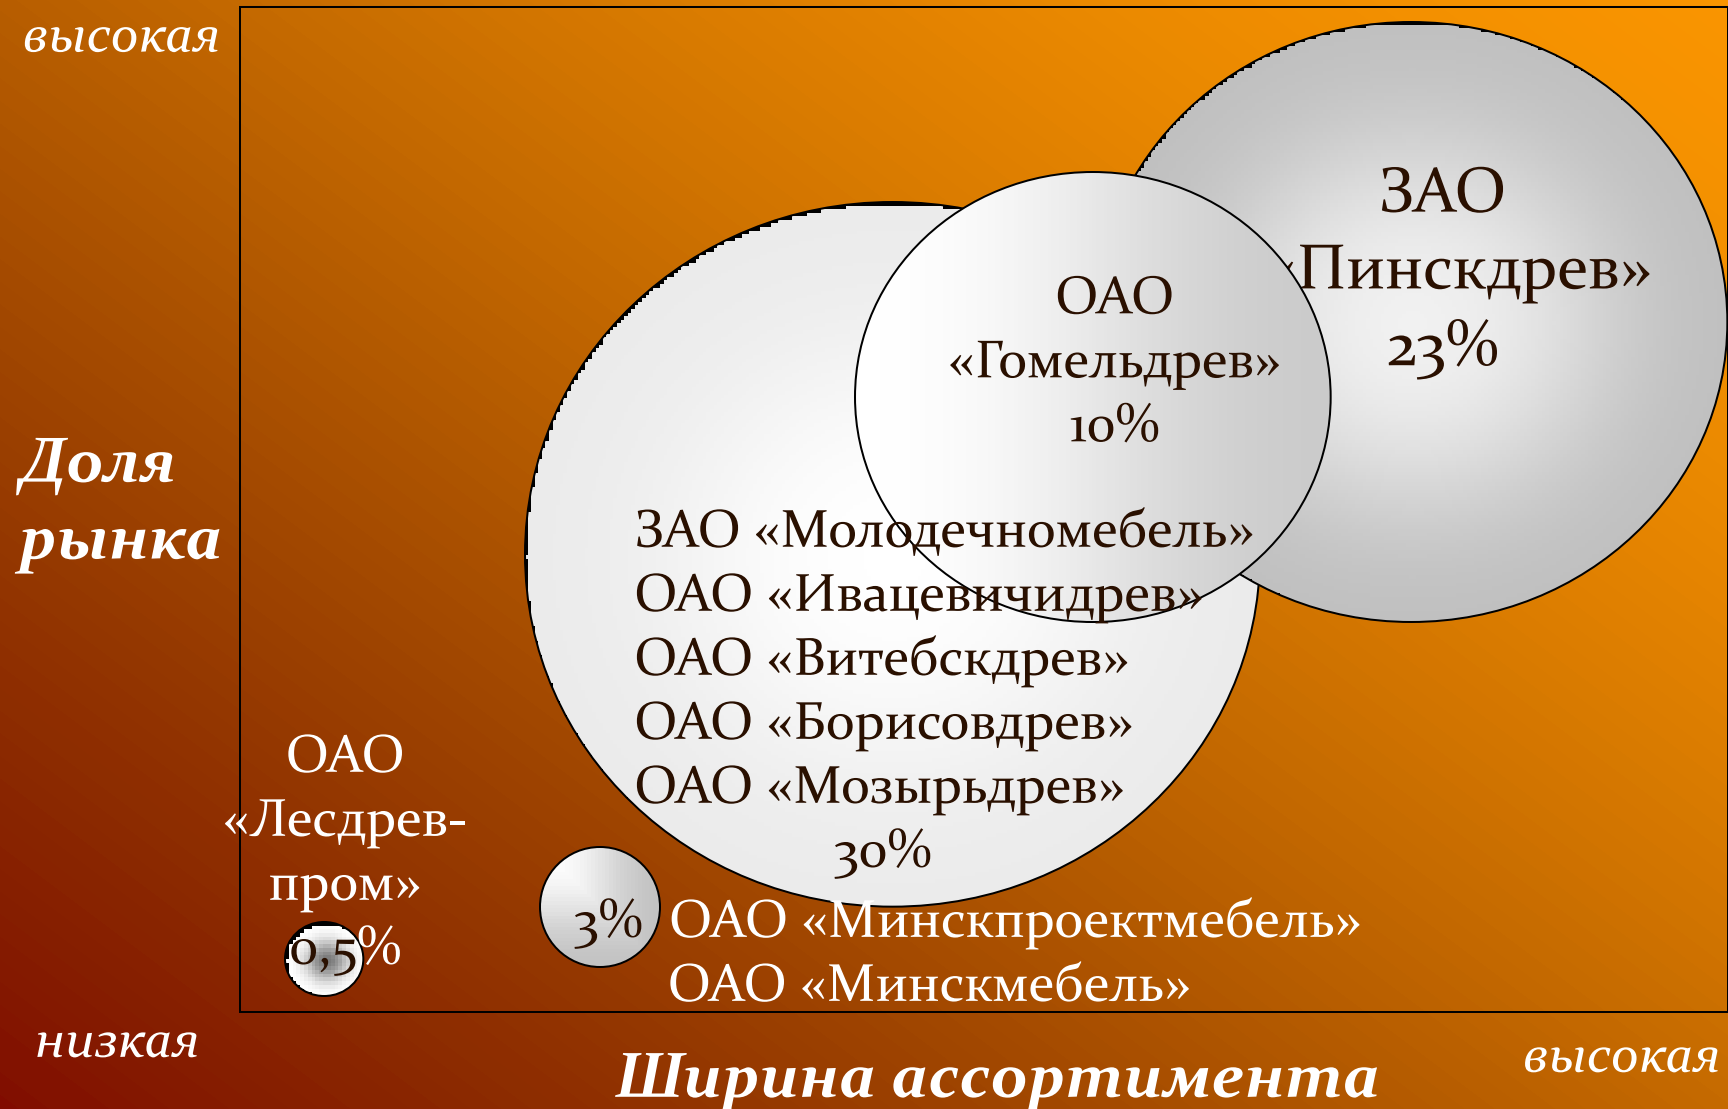 высокая
ЗАО
«Пинскдрев»
23%
ОАО
«Гомельдрев»
10%
Доля
рынка
ЗАО «Молодечномебель»
ОАО «Ивацевичидрев»
ОАО «Витебскдрев»
ОАО «Борисовдрев»
ОАО «Мозырьдрев»
30%
ОАО
«Лесдрев-
пром»
0,5%
3%
ОАО «Минскпроектмебель»
ОАО «Минскмебель»
низкая
Ширина ассортимента
высокая